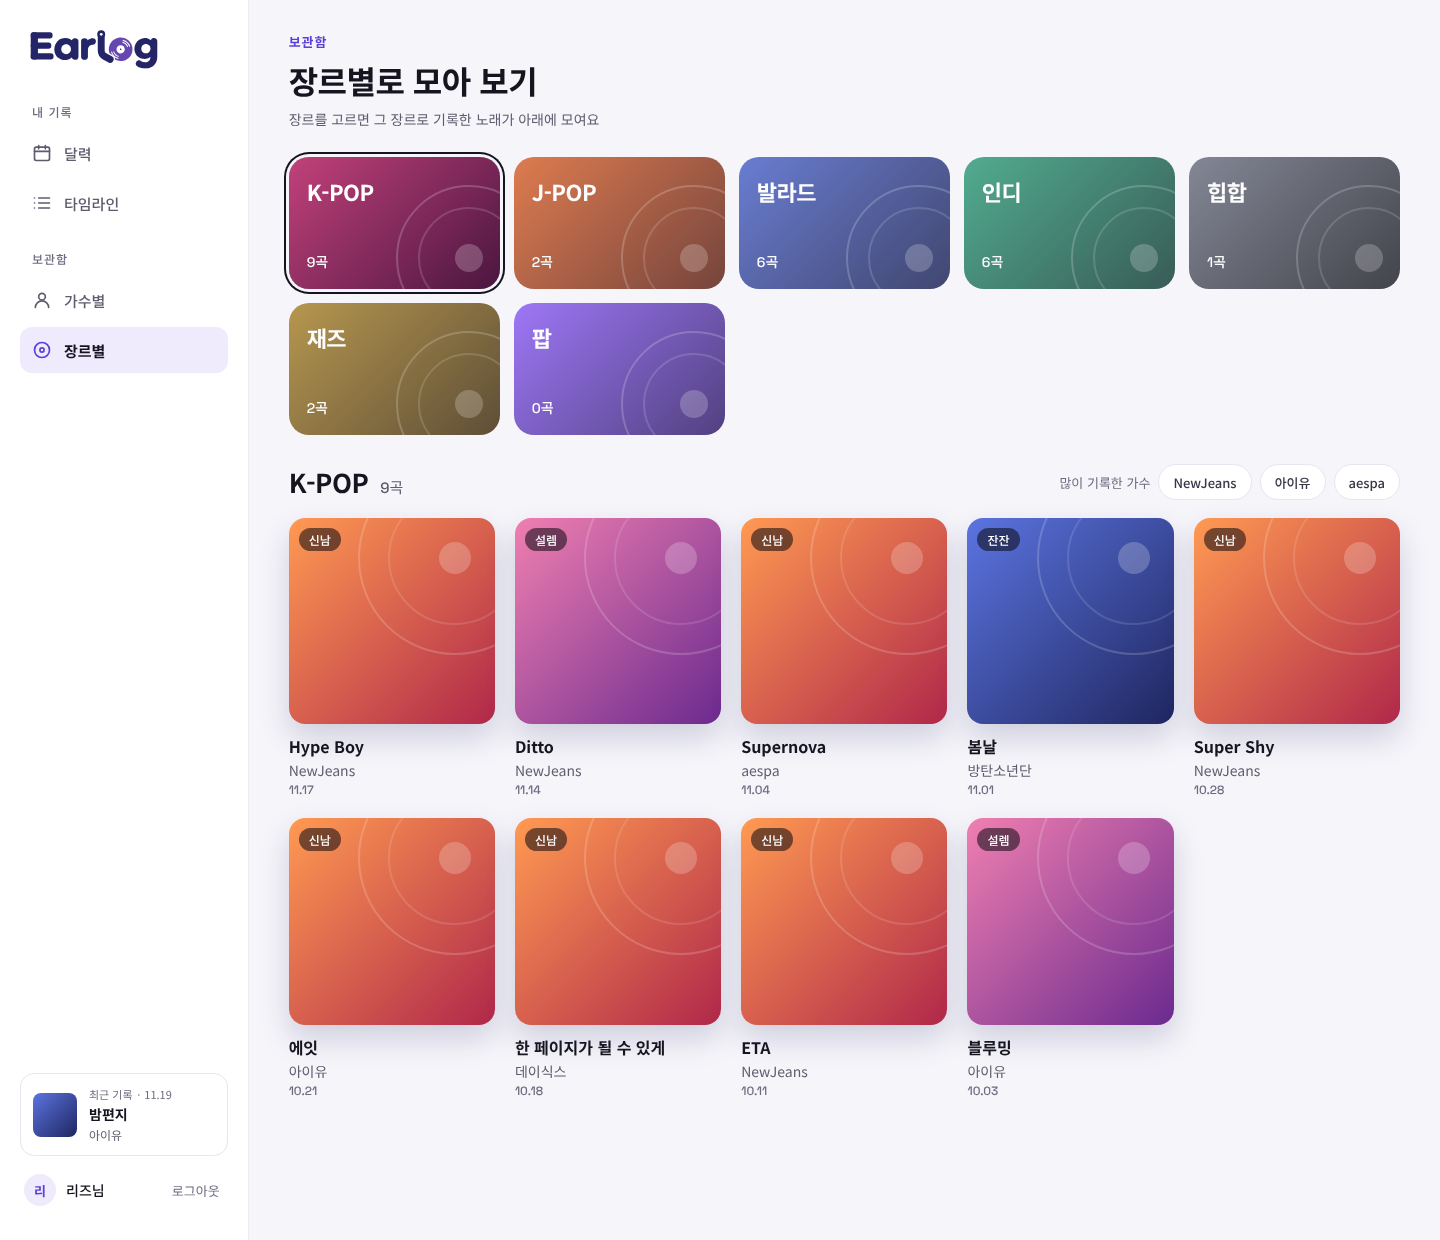 Earlog
내 기록
달력
타임라인
보관함
가수별
장르별
최근 기록 · 11.19
밤편지
아이유
리
리즈님
로그아웃
보관함
장르별로 모아 보기
장르를 고르면 그 장르로 기록한 노래가 아래에 모여요
K-POP
9곡
J-POP
2곡
발라드
6곡
인디
6곡
힙합
1곡
재즈
2곡
팝
0곡
K-POP 9곡
많이 기록한 가수
NewJeans
아이유
aespa
신남
Hype Boy
NewJeans
11.17
설렘
Ditto
NewJeans
11.14
신남
Supernova
aespa
11.04
잔잔
봄날
방탄소년단
11.01
신남
Super Shy
NewJeans
10.28
신남
에잇
아이유
10.21
신남
한 페이지가 될 수 있게
데이식스
10.18
신남
ETA
NewJeans
10.11
설렘
블루밍
아이유
10.03